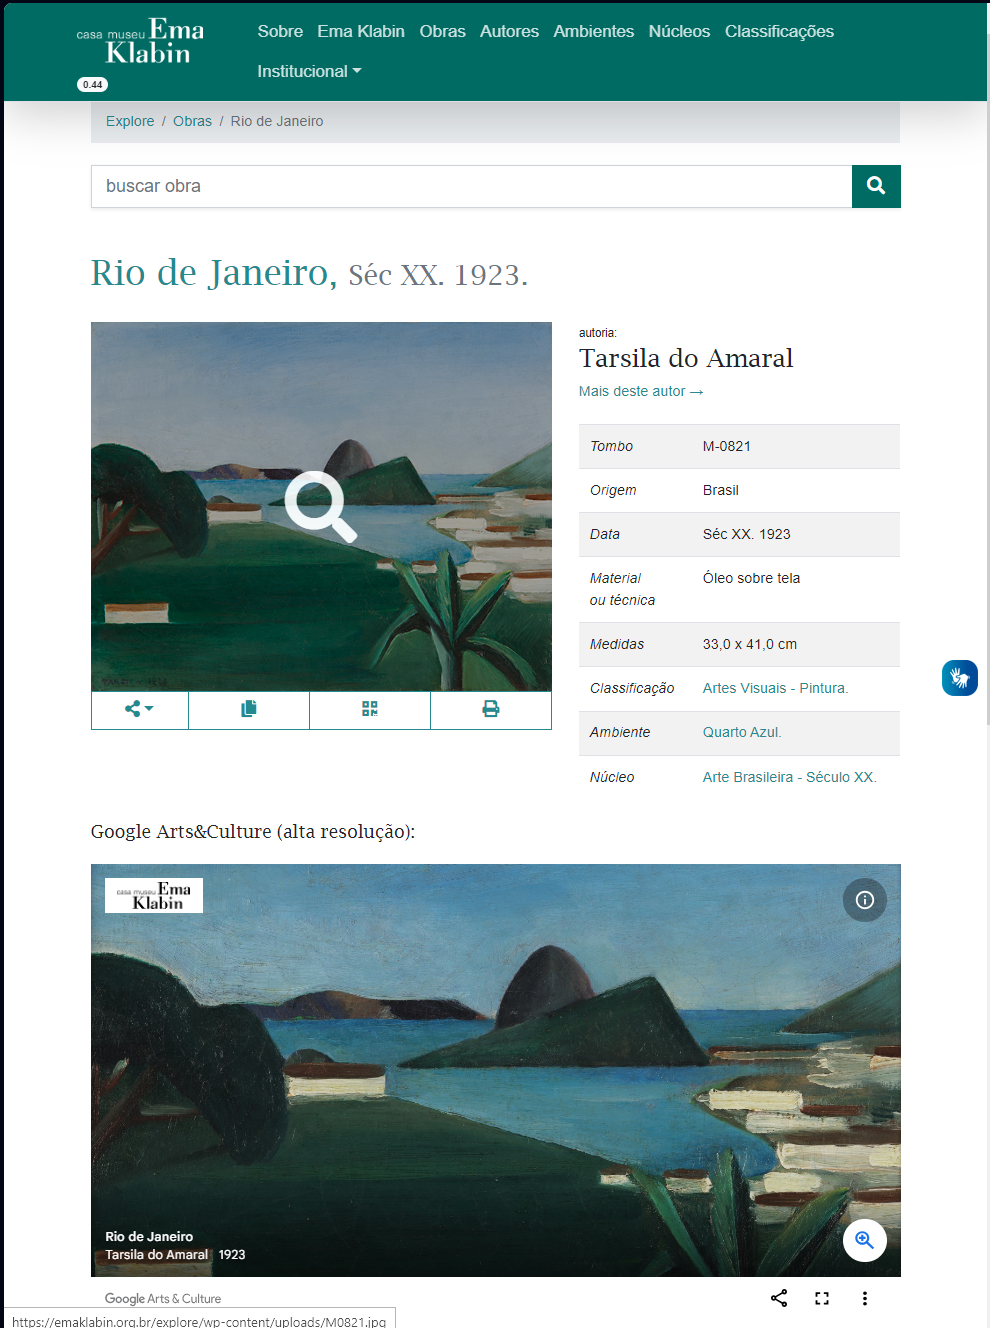 casa museu Ema
Klabin
0.44
Sobre Ema Klabin Obras Autores Ambientes Núcleos Classificações
Institucional
Explore / Obras / Rio de Janeiro
buscar obra
Rio de Janeiro, Séc XX. 1923.
autoria:
Tarsila do Amaral
Mais deste autor →
Tombo M-0821
Origem Brasil
Data Séc XX. 1923
Material Óleo sobre tela
ou técnica
Medidas 33,0 x 41,0 cm
Classificação Artes Visuais - Pintura.
Ambiente Quarto Azul.
Núcleo Arte Brasileira - Século XX.
Google Arts&Culture (alta resolução):
casa museu Ema
Klabin
Rio de Janeiro
Tarsila do Amaral 1923
Google Arts & Culture
https://emaklabin.org.br/explore/wp-content/uploads/M0821.jpg